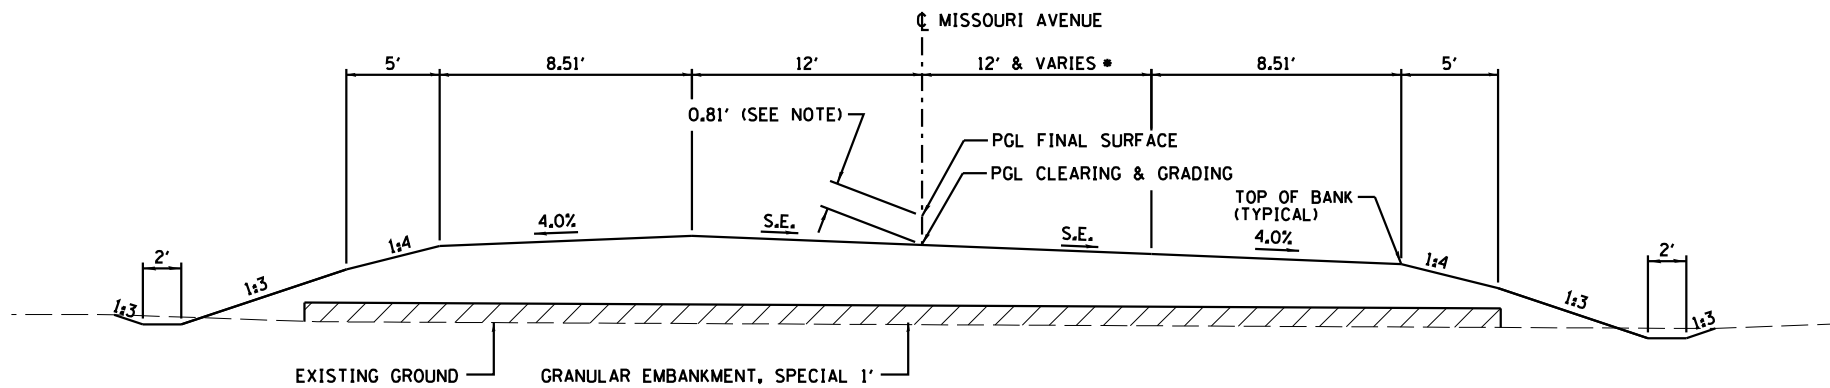 ℄ MISSOURI AVENUE
5' 8.51' 12' 12' & VARIES * 8.51' 5'
0.81' (SEE NOTE)
PGL FINAL SURFACE
PGL CLEARING & GRADING
TOP OF BANK
(TYPICAL)
4.0% S.E. S.E. 4.0%
1:4 1:4
2' 2'
1:3 1:3 1:3 1:3
EXISTING GROUND
GRANULAR EMBANKMENT, SPECIAL 1'